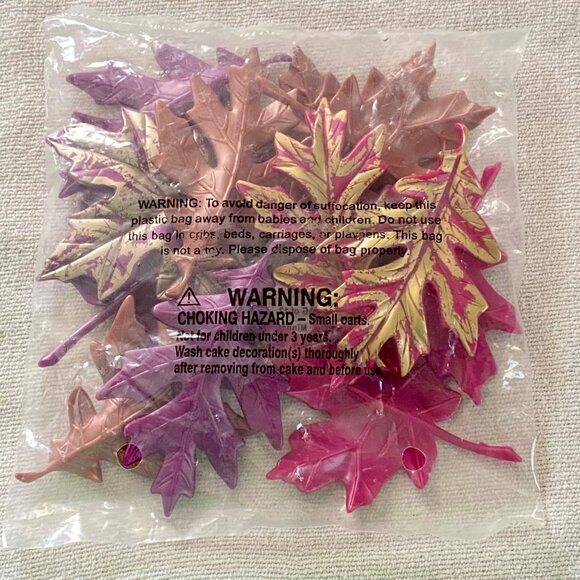 WARNING: To avoid danger of suffocation, keep this
plastic bag away from babies and children. Do not use
this bag in cribs, beds, carriages, or playpens. This bag
is not a toy. Please dispose of bag properly.
WARNING:
CHOKING HAZARD – Small parts.
Not for children under 3 years.
Wash cake decoration(s) thoroughly
after removing from cake and before use